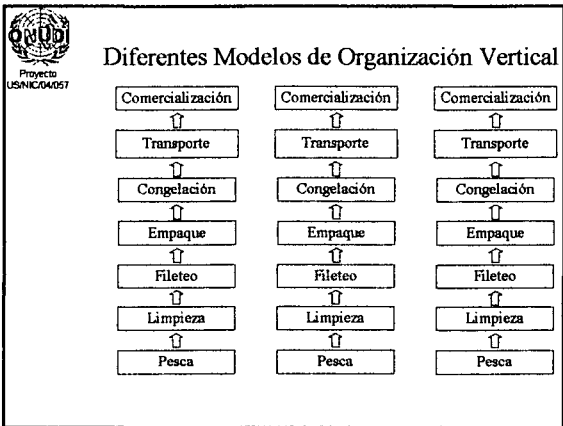 ONUDI
Proyecto
US/NIC/04/057
Diferentes Modelos de Organización Vertical
Comercialización Comercialización Comercialización
Transporte Transporte Transporte
Congelación Congelación Congelación
Empaque Empaque Empaque
Fileteo Fileteo Fileteo
Limpieza Limpieza Limpieza
Pesca Pesca Pesca